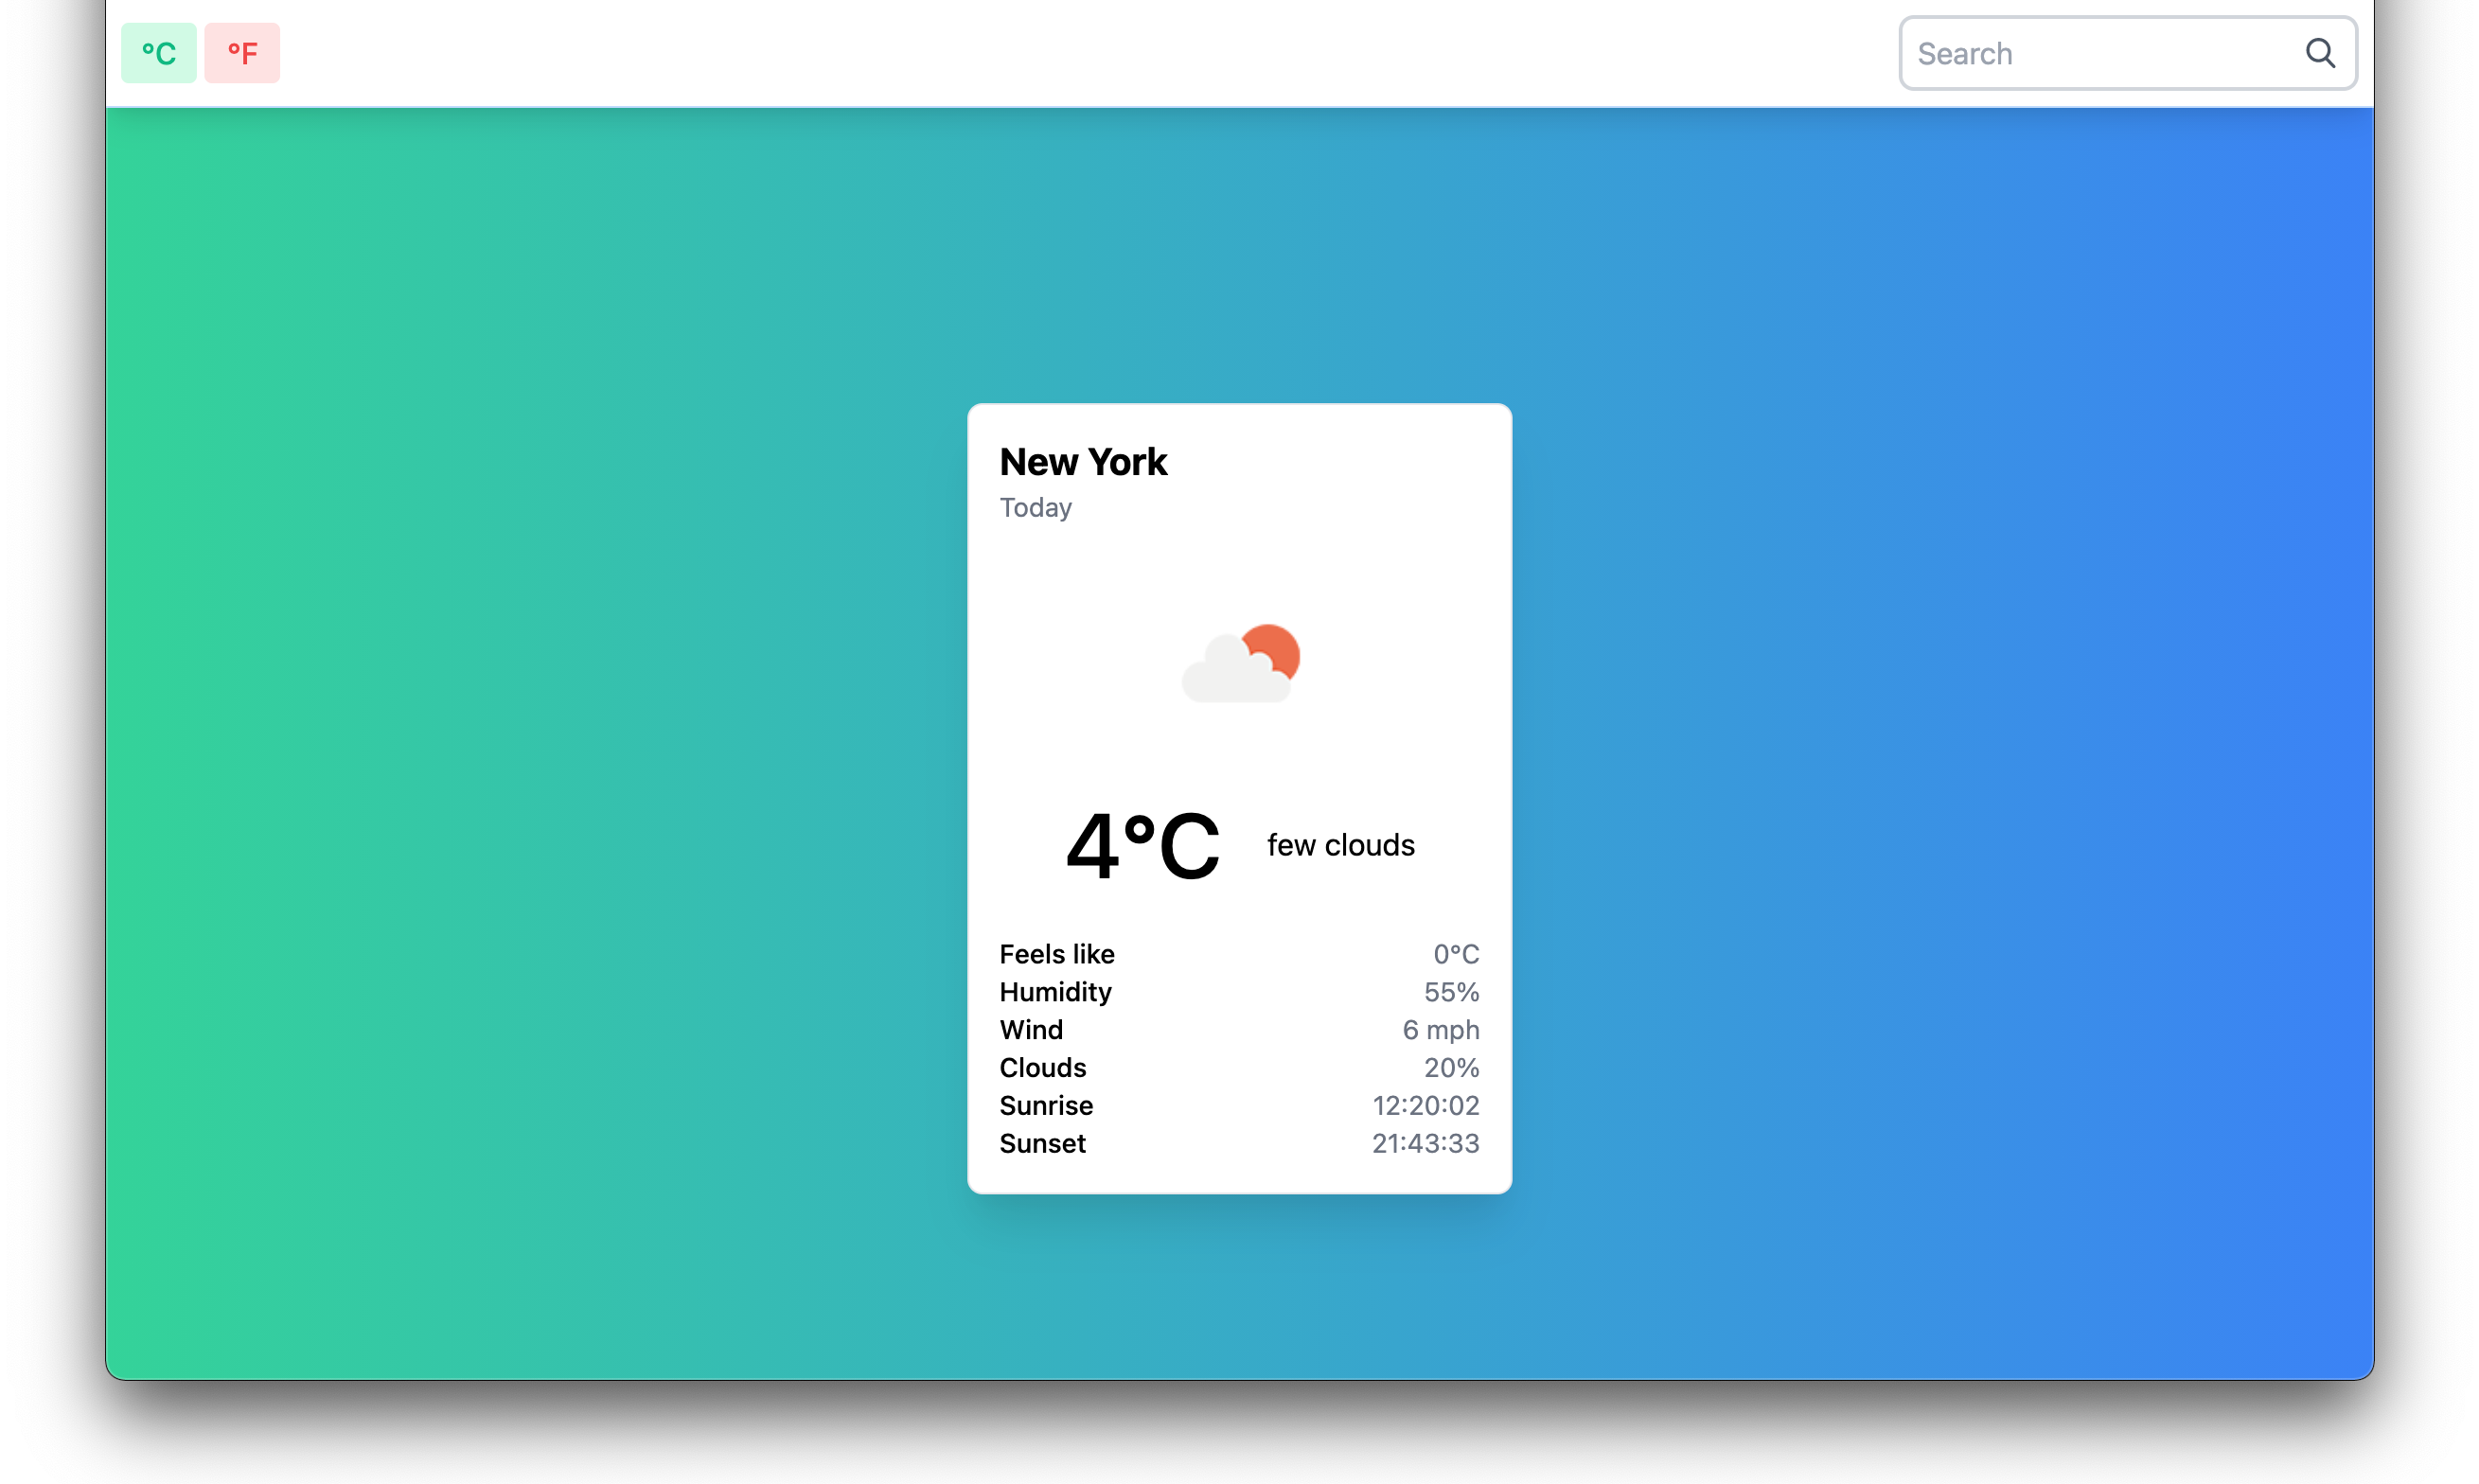 °C °F Search
New York
Today
4°C few clouds
Feels like 0°C
Humidity 55%
Wind 6 mph
Clouds 20%
Sunrise 12:20:02
Sunset 21:43:33